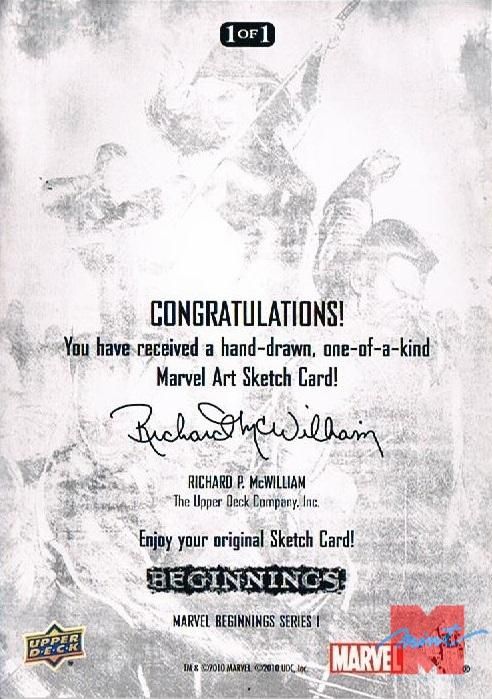 1 OF 1
CONGRATULATIONS!
You have received a hand-drawn, one-of-a-kind
Marvel Art Sketch Card!
Richard McWilliam
RICHARD P. McWILLIAM
The Upper Deck Company, Inc.
Enjoy your original Sketch Card!
BEGINNINGS
MARVEL BEGINNINGS SERIES I
UPPER
DECK
MARVEL
M
mint
TM & ©2010 MARVEL. ©2010 UDC, Inc.